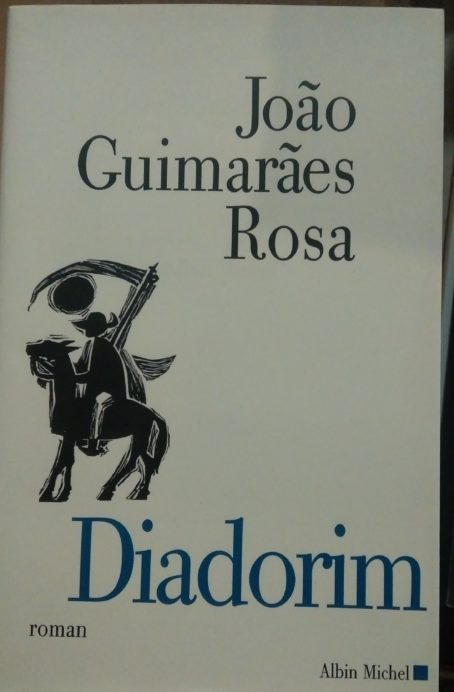 João
Guimarães
Rosa
Diadorim
roman
Albin Michel